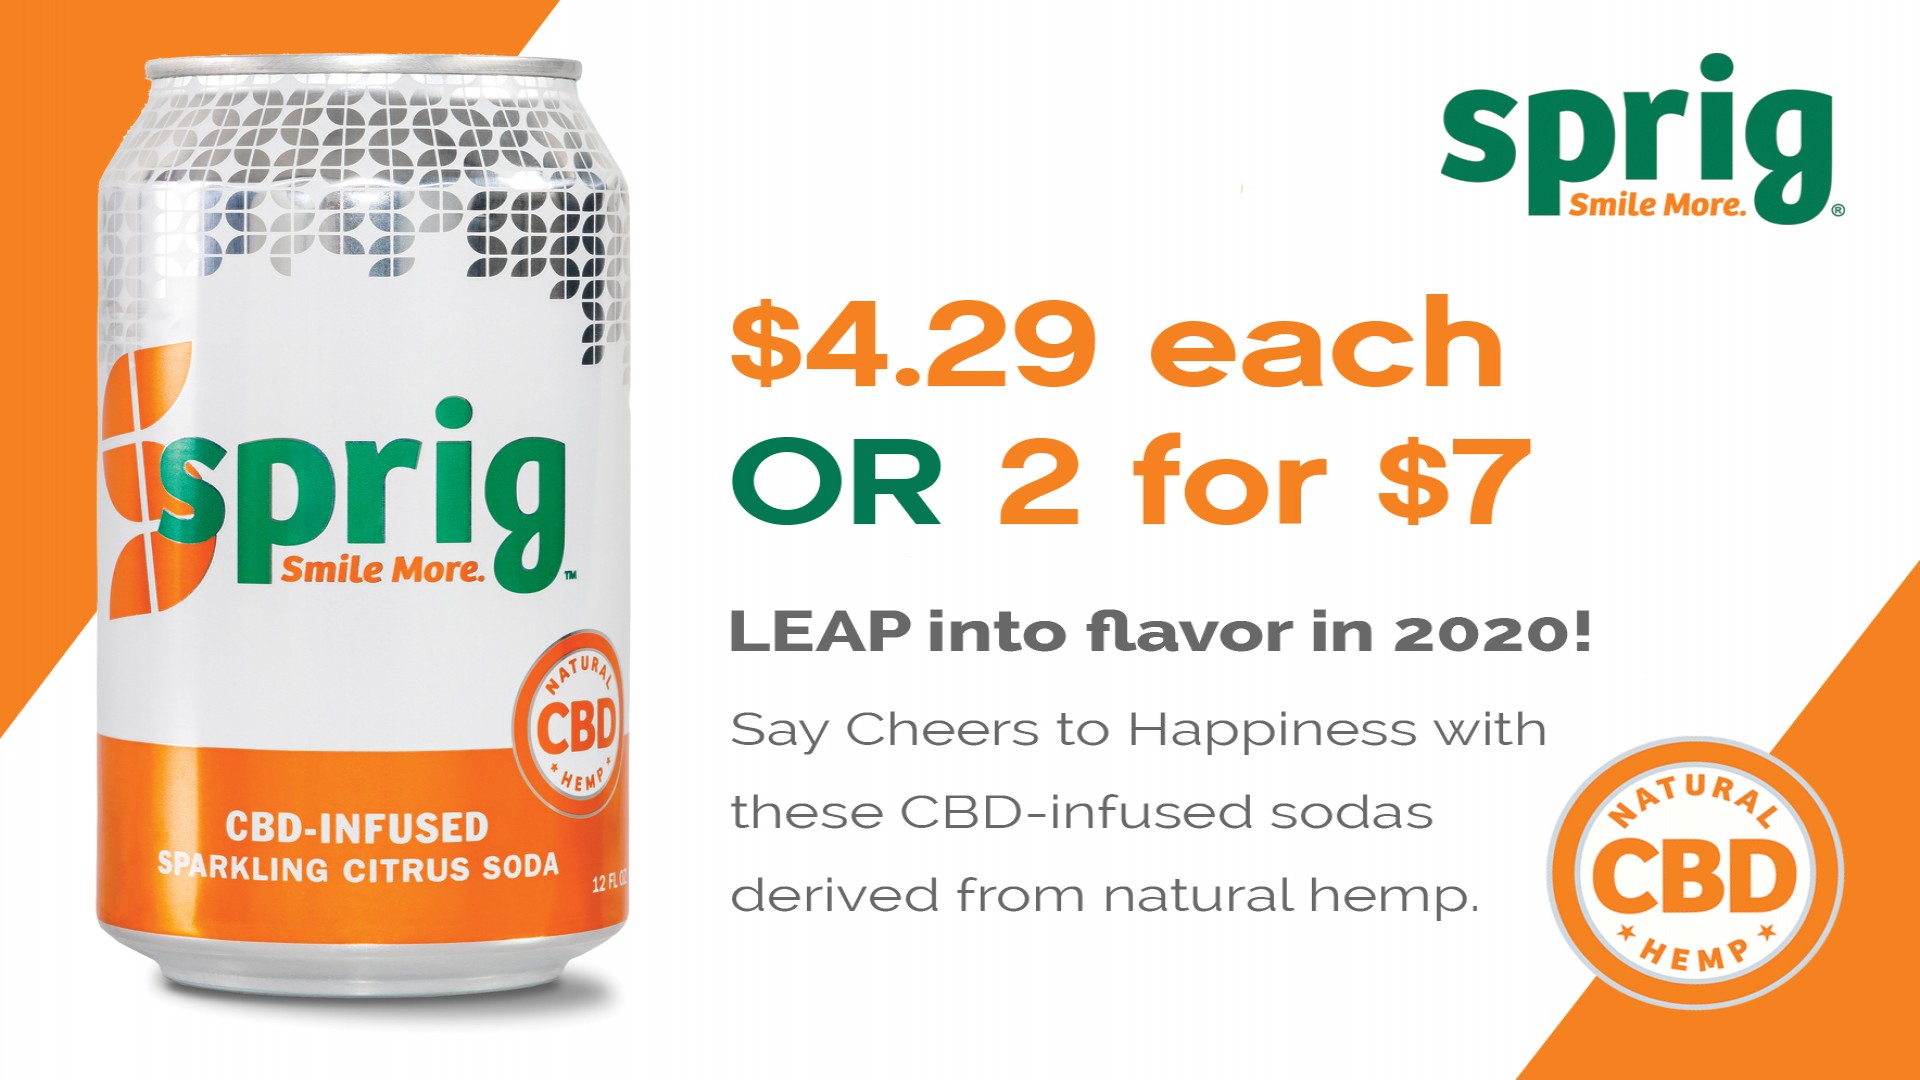 sprig
Smile More.®
$4.29 each
OR 2 for $7
LEAP into flavor in 2020!
Say Cheers to Happiness with
these CBD-infused sodas
derived from natural hemp.
NATURAL
CBD
HEMP
sprig
Smile More.™
NATURAL
CBD
HEMP
CBD-INFUSED
SPARKLING CITRUS SODA
12 FL OZ